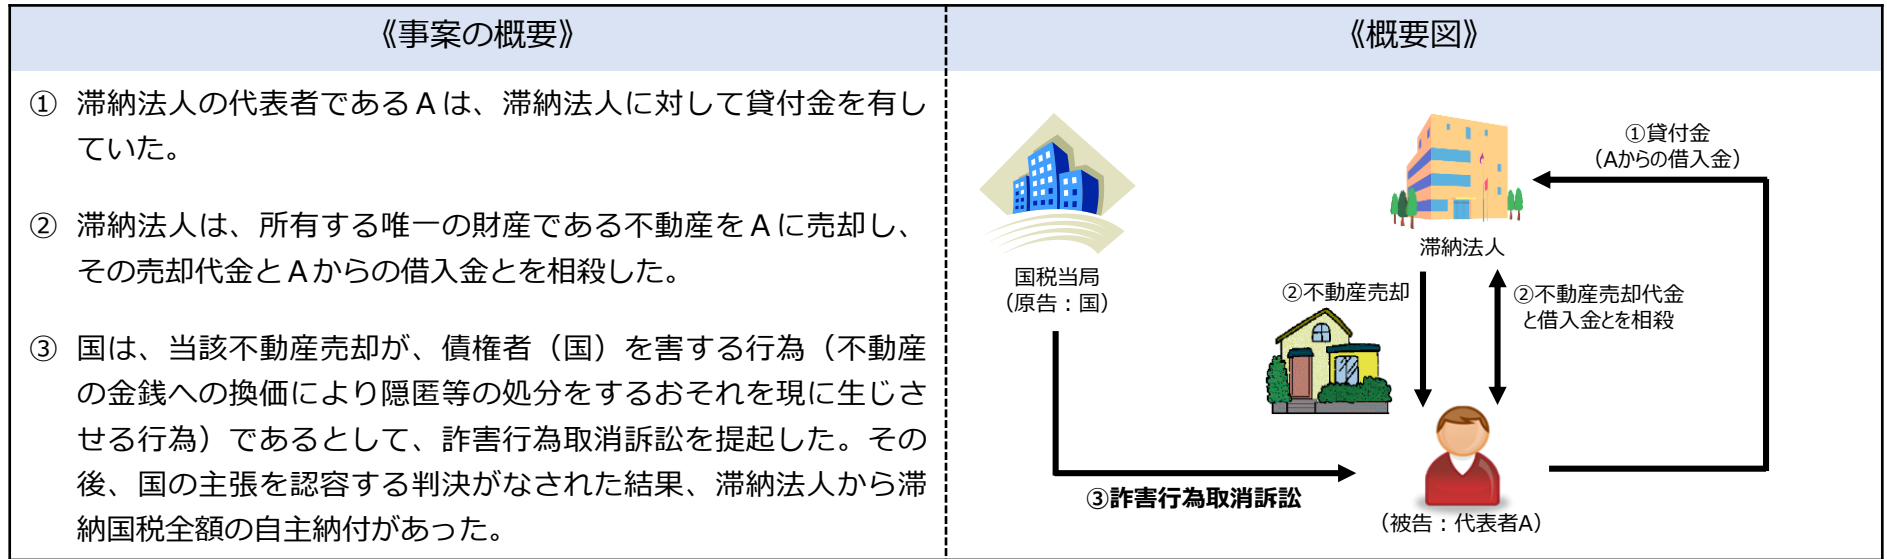 《事案の概要》
① 滞納法人の代表者であるAは、滞納法人に対して貸付金を有し
ていた。
② 滞納法人は、所有する唯一の財産である不動産をAに売却し、
その売却代金とAからの借入金とを相殺した。
③ 国は、当該不動産売却が、債権者（国）を害する行為（不動産
の金銭への換価により隠匿等の処分をするおそれを現に生じさ
せる行為）であるとして、詐害行為取消訴訟を提起した。その
後、国の主張を認容する判決がなされた結果、滞納法人から滞
納国税全額の自主納付があった。
《概要図》
①貸付金
（Aからの借入金）
滞納法人
国税当局
（原告：国）
②不動産売却
②不動産売却代金
と借入金とを相殺
③詐害行為取消訴訟
（被告：代表者A）